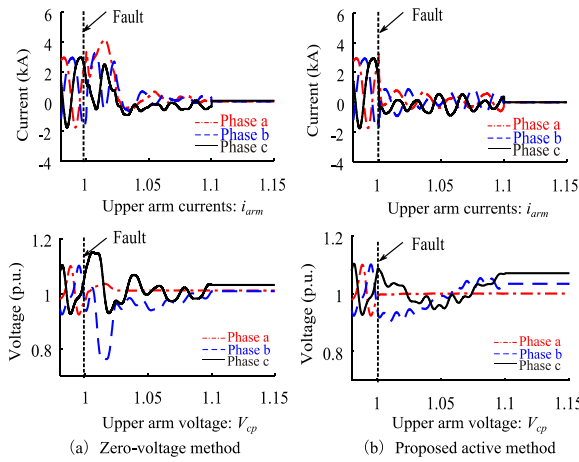 Fault
6
4
2
0
-2
-4
Current (kA)
Phase a
Phase b
Phase c
1
1.05
1.1
1.15
Upper arm currents: iarm
Fault
6
4
2
0
-2
4
Current (kA)
Phase a
Phase b
Phase c
1
1.05
1.1
1.15
Upper arm currents: iarm
1.2
1.0
0.8
Voltage (p.u.)
Fault
Phase a
Phase b
Phase c
1
1.05
1.1
1.15
Upper arm voltage: Vcp
(a) Zero-voltage method
1.2
1.0
0.8
Voltage (p.u.)
Fault
Phase a
Phase b
Phase c
1
1.05
1.1
1.15
Upper arm voltage: Vcp
(b) Proposed active method